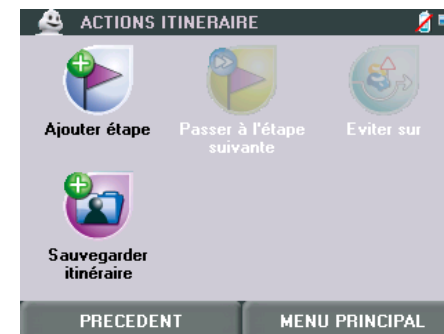 ACTIONS ITINERAIRE
Ajouter étape
Passer à l'étape
suivante
Eviter sur
Sauvegarder
itinéraire
PRECEDENT
MENU PRINCIPAL